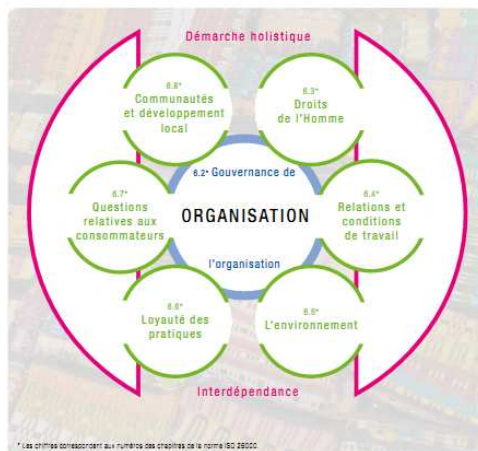 Démarche holistique
6.8*
Communautés
et développement
local
6.3*
Droits
de l'Homme
6.2* Gouvernance de
6.7*
Questions
relatives aux
consommateurs
ORGANISATION
6.4*
Relations et
conditions
de travail
l'organisation
6.6*
Loyauté des
pratiques
6.5*
L'environnement
Interdépendance
* Les chiffres correspondent aux numéros des chapitres de la norme ISO 26000.